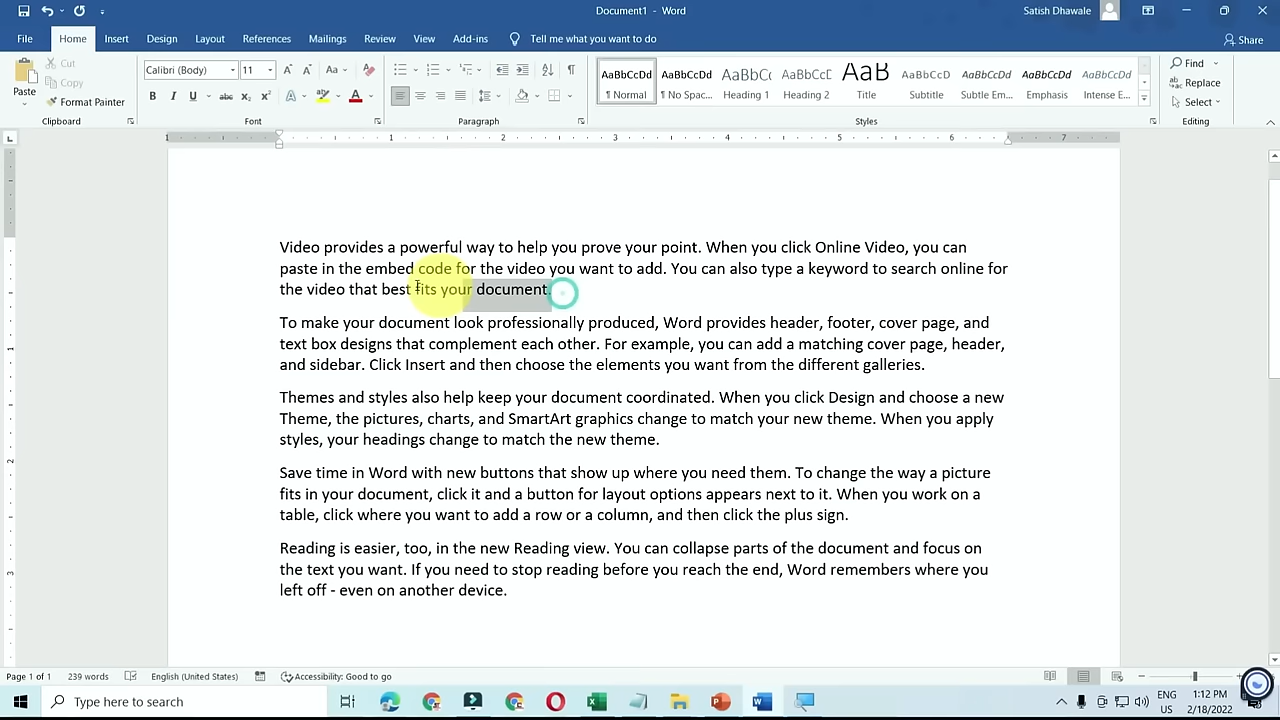 Document1 - Word
Satish Dhawale
File Home Insert Design Layout References Mailings Review View Add-ins Tell me what you want to do Share
Paste
Cut
Copy
Format Painter
Clipboard
Calibri (Body) 11
Font
Paragraph
AaBbCcDd AaBbCcDd AaBbCc AaBbCcD AaB AaBbCcD AaBbCcDd AaBbCcDd AaBbCcDd
¶ Normal ¶ No Spac... Heading 1 Heading 2 Title Subtitle Subtle Em... Emphasis Intense E...
Styles
Find
Replace
Select
Editing
1 1 2 3 4 5 6 7
Video provides a powerful way to help you prove your point. When you click Online Video, you can
paste in the embed code for the video you want to add. You can also type a keyword to search online for
the video that best fits your document.
To make your document look professionally produced, Word provides header, footer, cover page, and
text box designs that complement each other. For example, you can add a matching cover page, header,
and sidebar. Click Insert and then choose the elements you want from the different galleries.
Themes and styles also help keep your document coordinated. When you click Design and choose a new
Theme, the pictures, charts, and SmartArt graphics change to match your new theme. When you apply
styles, your headings change to match the new theme.
Save time in Word with new buttons that show up where you need them. To change the way a picture
fits in your document, click it and a button for layout options appears next to it. When you work on a
table, click where you want to add a row or a column, and then click the plus sign.
Reading is easier, too, in the new Reading view. You can collapse parts of the document and focus on
the text you want. If you need to stop reading before you reach the end, Word remembers where you
left off - even on another device.
Page 1 of 1 239 words English (United States) Accessibility: Good to go
Type here to search
ENG
US
1:12 PM
2/18/2022